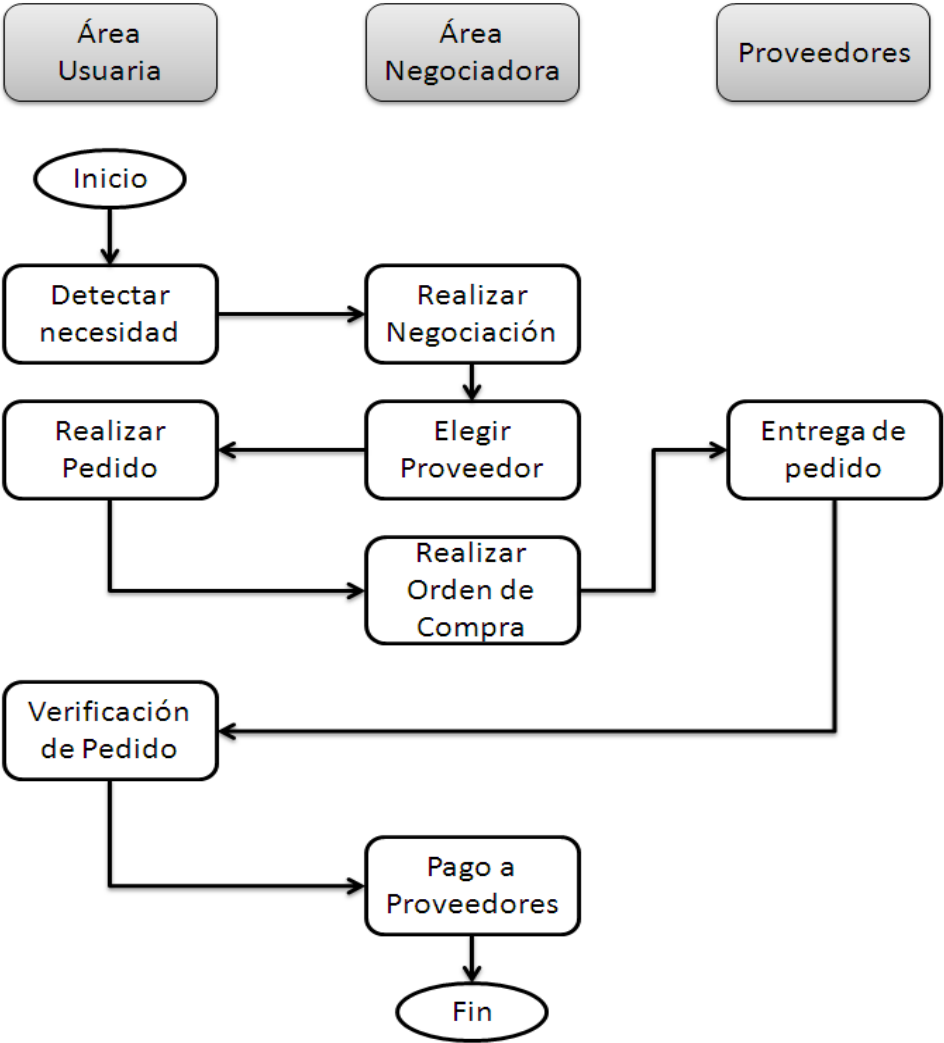 Área
Usuaria
Área
Negociadora
Proveedores
Inicio
Detectar
necesidad
Realizar
Negociación
Realizar
Pedido
Elegir
Proveedor
Entrega de
pedido
Realizar
Orden de
Compra
Verificación
de Pedido
Pago a
Proveedores
Fin